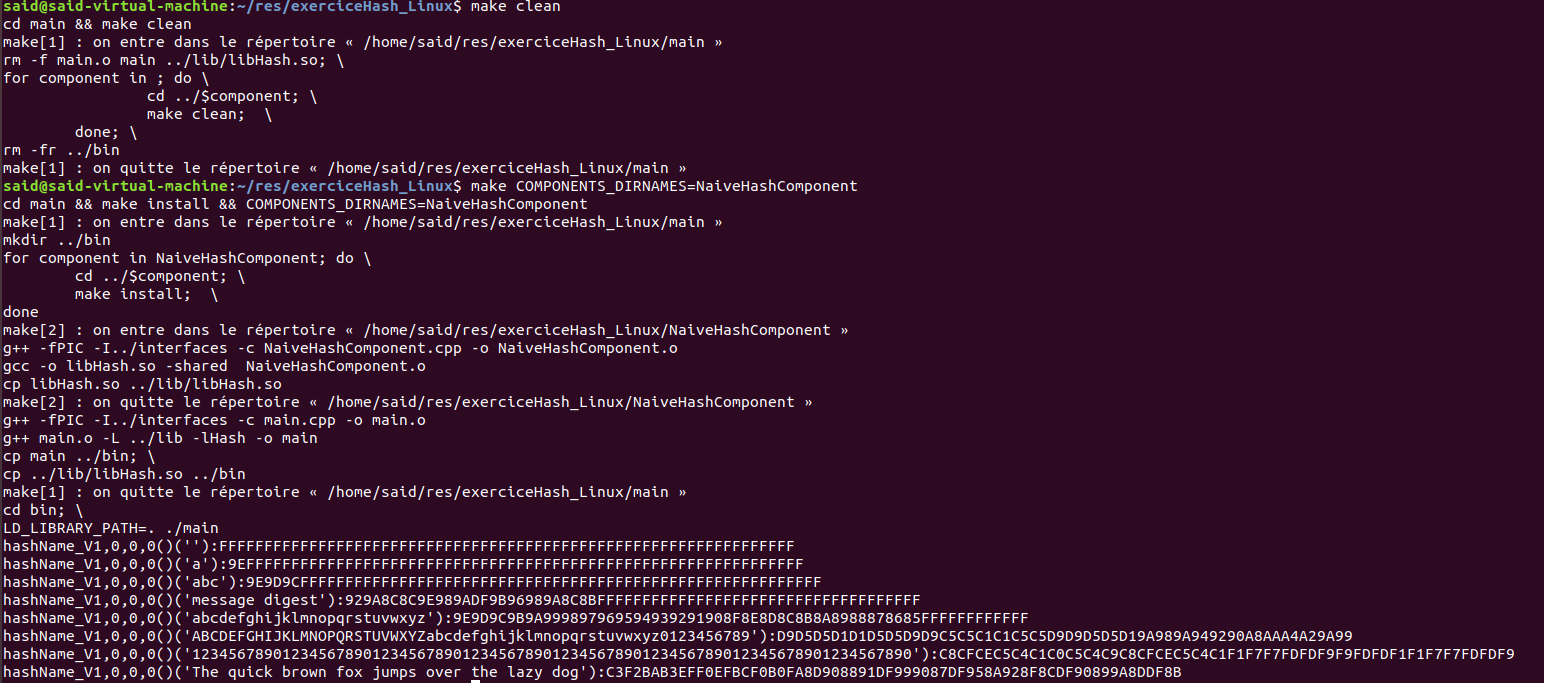 said@said-virtual-machine:~/res/exerciceHash_Linux$ make clean
cd main && make clean
make[1] : on entre dans le répertoire « /home/said/res/exerciceHash_Linux/main »
rm -f main.o main ../lib/libHash.so; \
for component in ; do \
                cd ../$component; \
                make clean;  \
        done; \
rm -fr ../bin
make[1] : on quitte le répertoire « /home/said/res/exerciceHash_Linux/main »
said@said-virtual-machine:~/res/exerciceHash_Linux$ make COMPONENTS_DIRNAMES=NaiveHashComponent
cd main && make install && COMPONENTS_DIRNAMES=NaiveHashComponent
make[1] : on entre dans le répertoire « /home/said/res/exerciceHash_Linux/main »
mkdir ../bin
for component in NaiveHashComponent; do \
        cd ../$component; \
        make install;  \
done
make[2] : on entre dans le répertoire « /home/said/res/exerciceHash_Linux/NaiveHashComponent »
g++ -fPIC -I../interfaces -c NaiveHashComponent.cpp -o NaiveHashComponent.o
gcc -o libHash.so -shared  NaiveHashComponent.o
cp libHash.so ../lib/libHash.so
make[2] : on quitte le répertoire « /home/said/res/exerciceHash_Linux/NaiveHashComponent »
g++ -fPIC -I../interfaces -c main.cpp -o main.o
g++ main.o -L ../lib -lHash -o main
cp main ../bin; \
cp ../lib/libHash.so ../bin
make[1] : on quitte le répertoire « /home/said/res/exerciceHash_Linux/main »
cd bin; \
LD_LIBRARY_PATH=. ./main
hashName_V1,0,0,0()(''):FFFFFFFFFFFFFFFFFFFFFFFFFFFFFFFFFFFFFFFFFFFFFFFFFFFFFFFFFFFFFFFF
hashName_V1,0,0,0()('a'):9EFFFFFFFFFFFFFFFFFFFFFFFFFFFFFFFFFFFFFFFFFFFFFFFFFFFFFFFFFFFFFF
hashName_V1,0,0,0()('abc'):9E9D9CFFFFFFFFFFFFFFFFFFFFFFFFFFFFFFFFFFFFFFFFFFFFFFFFFFFFFFFFFF
hashName_V1,0,0,0()('message digest'):929A8C8C9E989ADF9B96989A8C8BFFFFFFFFFFFFFFFFFFFFFFFFFFFFFFFFFFFF
hashName_V1,0,0,0()('abcdefghijklmnopqrstuvwxyz'):9E9D9C9B9A999897969594939291908F8E8D8C8B8A8988878685FFFFFFFFFFFF
hashName_V1,0,0,0()('ABCDEFGHIJKLMNOPQRSTUVWXYZabcdefghijklmnopqrstuvwxyz0123456789'):D9D5D5D1D1D5D5D9D9C5C5C1C1C5C5D9D9D5D5D19A989A949290A8AAA4A29A99
hashName_V1,0,0,0()('12345678901234567890123456789012345678901234567890123456789012345678901234567890'):C8CFCEC5C4C1C0C5C4C9C8CFCEC5C4C1F1F7F7FDFDF9F9FDFDF1F1F7F7FDFDF9
hashName_V1,0,0,0()('The quick brown fox jumps over the lazy dog'):C3F2BAB3EFF0EFBCF0B0FA8D908891DF999087DF958A928F8CDF90899A8DDF8B